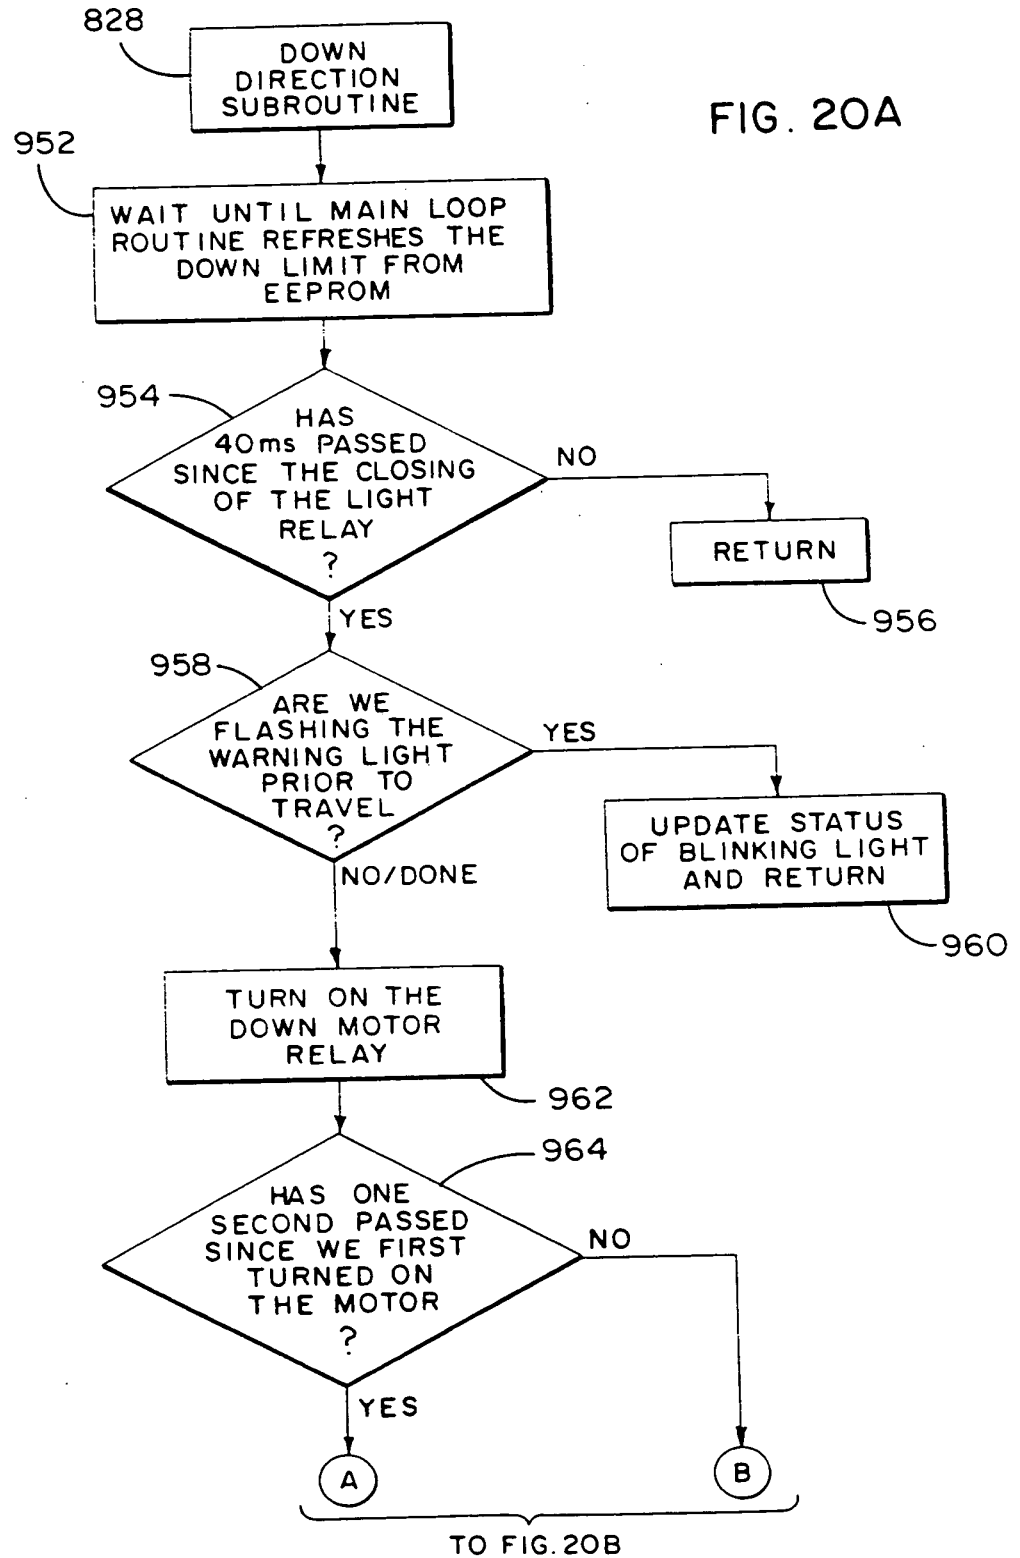 828
DOWN
DIRECTION
SUBROUTINE
FIG. 20A
952
WAIT UNTIL MAIN LOOP
ROUTINE REFRESHES THE
DOWN LIMIT FROM
EEPROM
954
HAS
40ms PASSED
SINCE THE CLOSING
OF THE LIGHT
RELAY
?
NO
RETURN
956
YES
958
ARE WE
FLASHING THE
WARNING LIGHT
PRIOR TO
TRAVEL
?
YES
UPDATE STATUS
OF BLINKING LIGHT
AND RETURN
960
NO/DONE
TURN ON THE
DOWN MOTOR
RELAY
962
964
HAS ONE
SECOND PASSED
SINCE WE FIRST
TURNED ON
THE MOTOR
?
NO
YES
A
B
TO FIG. 20B